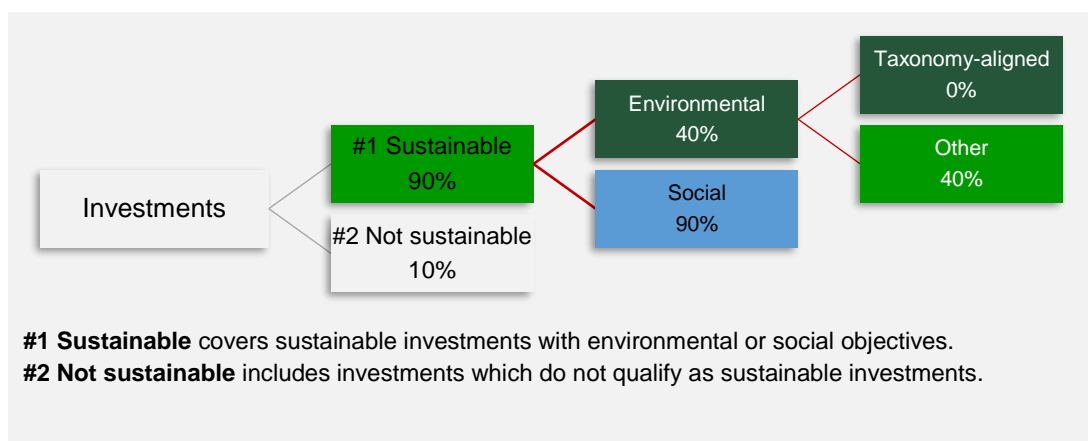 Taxonomy-aligned
0%
Environmental
40%
#1 Sustainable
90%
Other
40%
Investments
Social
90%
#2 Not sustainable
10%
#1 Sustainable covers sustainable investments with environmental or social objectives.
#2 Not sustainable includes investments which do not qualify as sustainable investments.